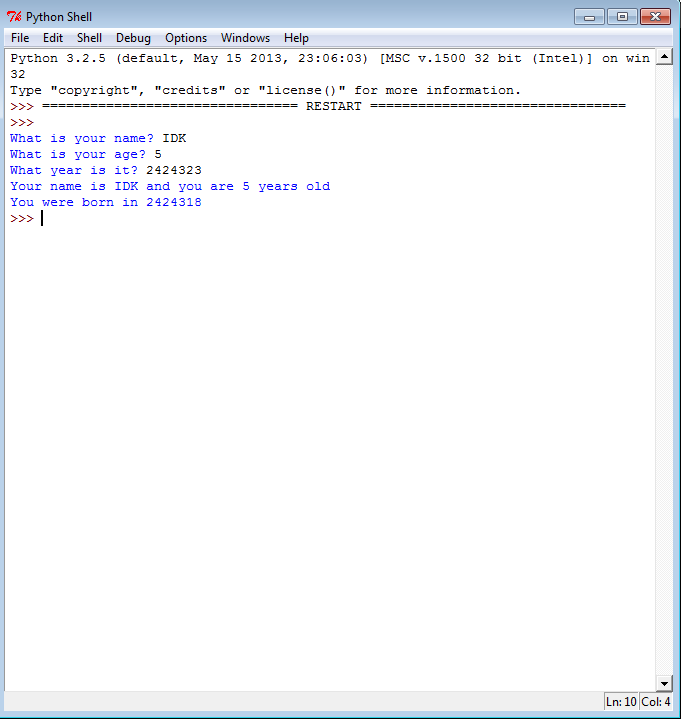 Python Shell
File Edit Shell Debug Options Windows Help
Python 3.2.5 (default, May 15 2013, 23:06:03) [MSC v.1500 32 bit (Intel)] on win
32
Type "copyright", "credits" or "license()" for more information.
>>> ================================ RESTART ================================
>>>
What is your name? IDK
What is your age? 5
What year is it? 2424323
Your name is IDK and you are 5 years old
You were born in 2424318
>>>
Ln: 10 Col: 4